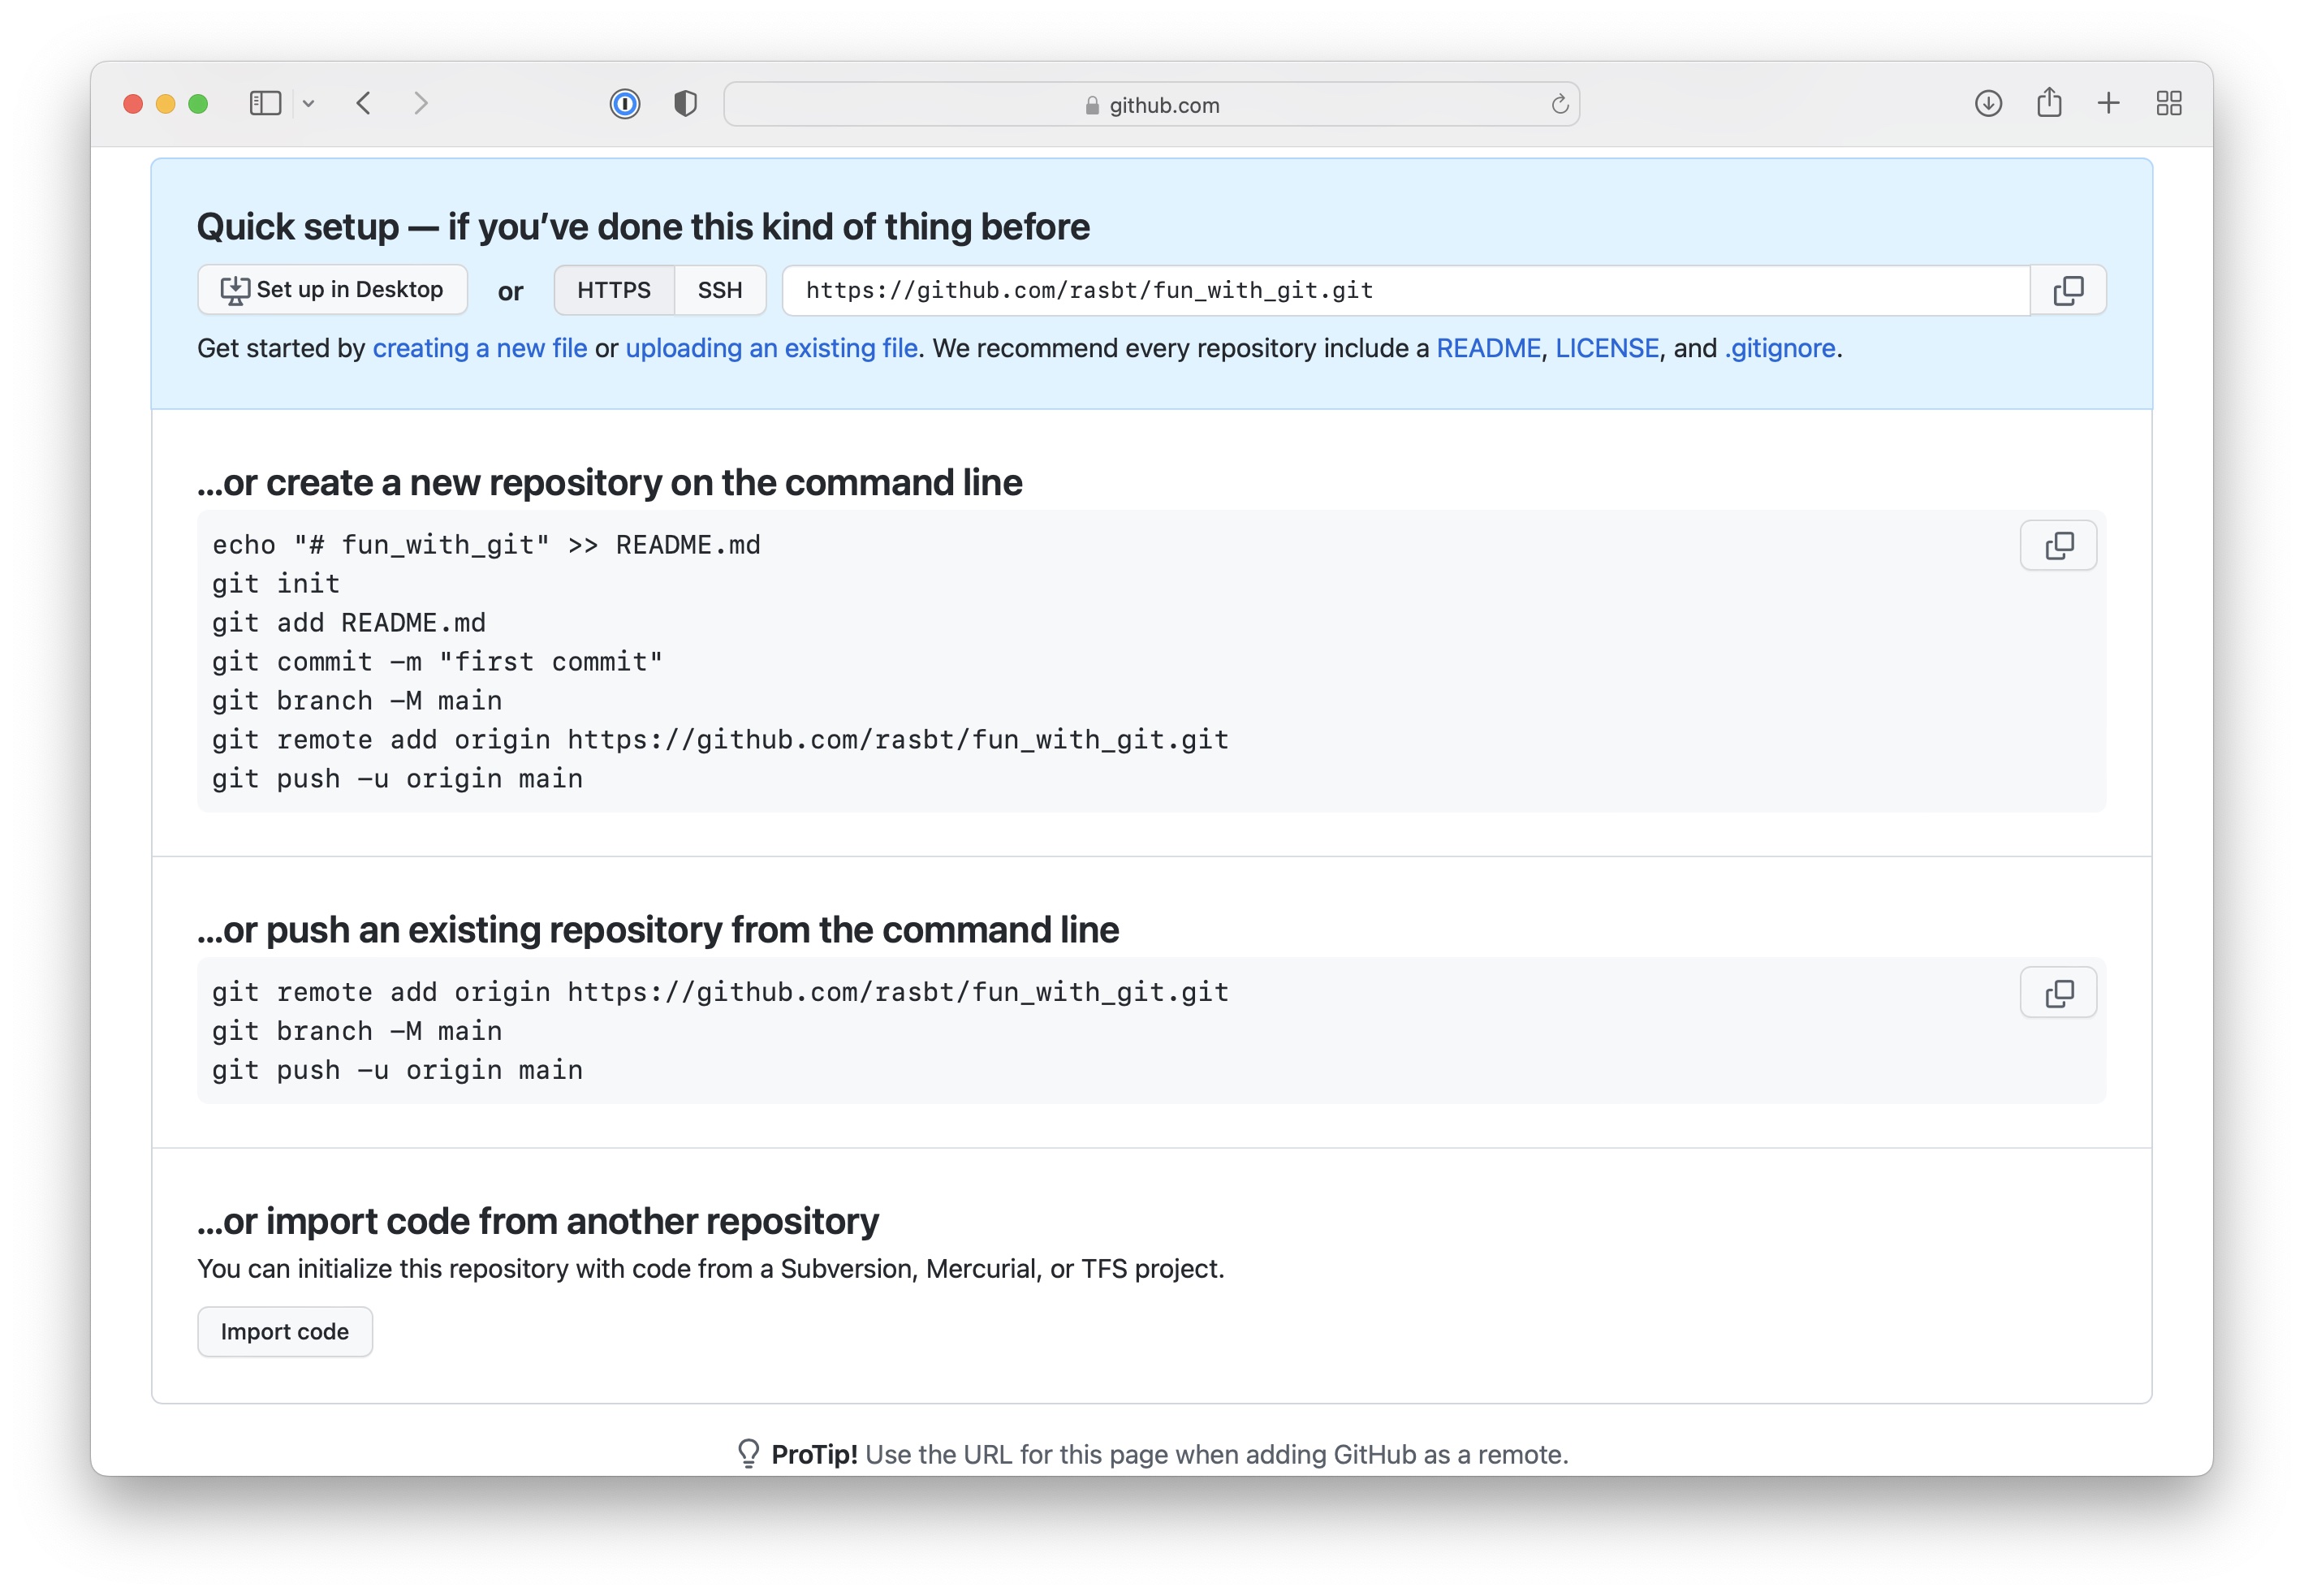 github.com
Quick setup — if you’ve done this kind of thing before
Set up in Desktop or HTTPS SSH https://github.com/rasbt/fun_with_git.git
Get started by creating a new file or uploading an existing file. We recommend every repository include a README, LICENSE, and .gitignore.
…or create a new repository on the command line
echo "# fun_with_git" >> README.md
git init
git add README.md
git commit -m "first commit"
git branch -M main
git remote add origin https://github.com/rasbt/fun_with_git.git
git push -u origin main
…or push an existing repository from the command line
git remote add origin https://github.com/rasbt/fun_with_git.git
git branch -M main
git push -u origin main
…or import code from another repository
You can initialize this repository with code from a Subversion, Mercurial, or TFS project.
Import code
ProTip! Use the URL for this page when adding GitHub as a remote.